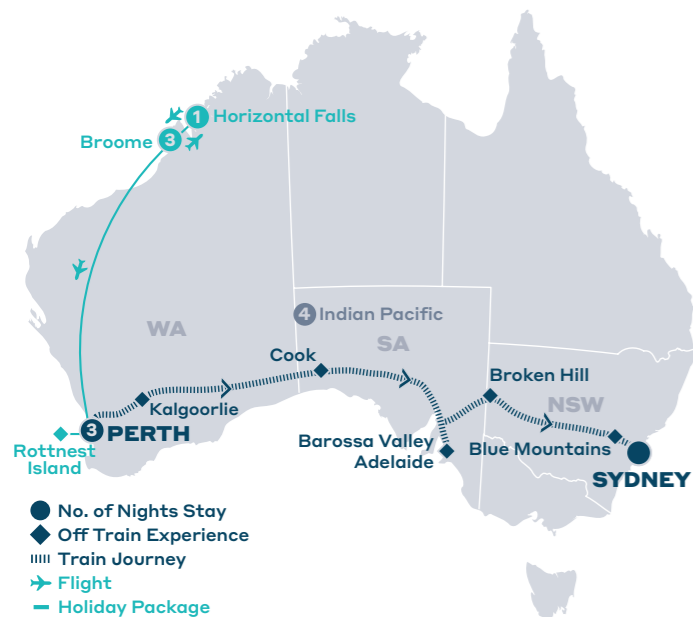 1 Horizontal Falls
Broome 3
WA
4 Indian Pacific
SA
Cook
Broken Hill
NSW
Kalgoorlie
3 PERTH
Rottnest
Island
Barossa Valley
Adelaide
Blue Mountains
SYDNEY
No. of Nights Stay
Off Train Experience
Train Journey
Flight
Holiday Package